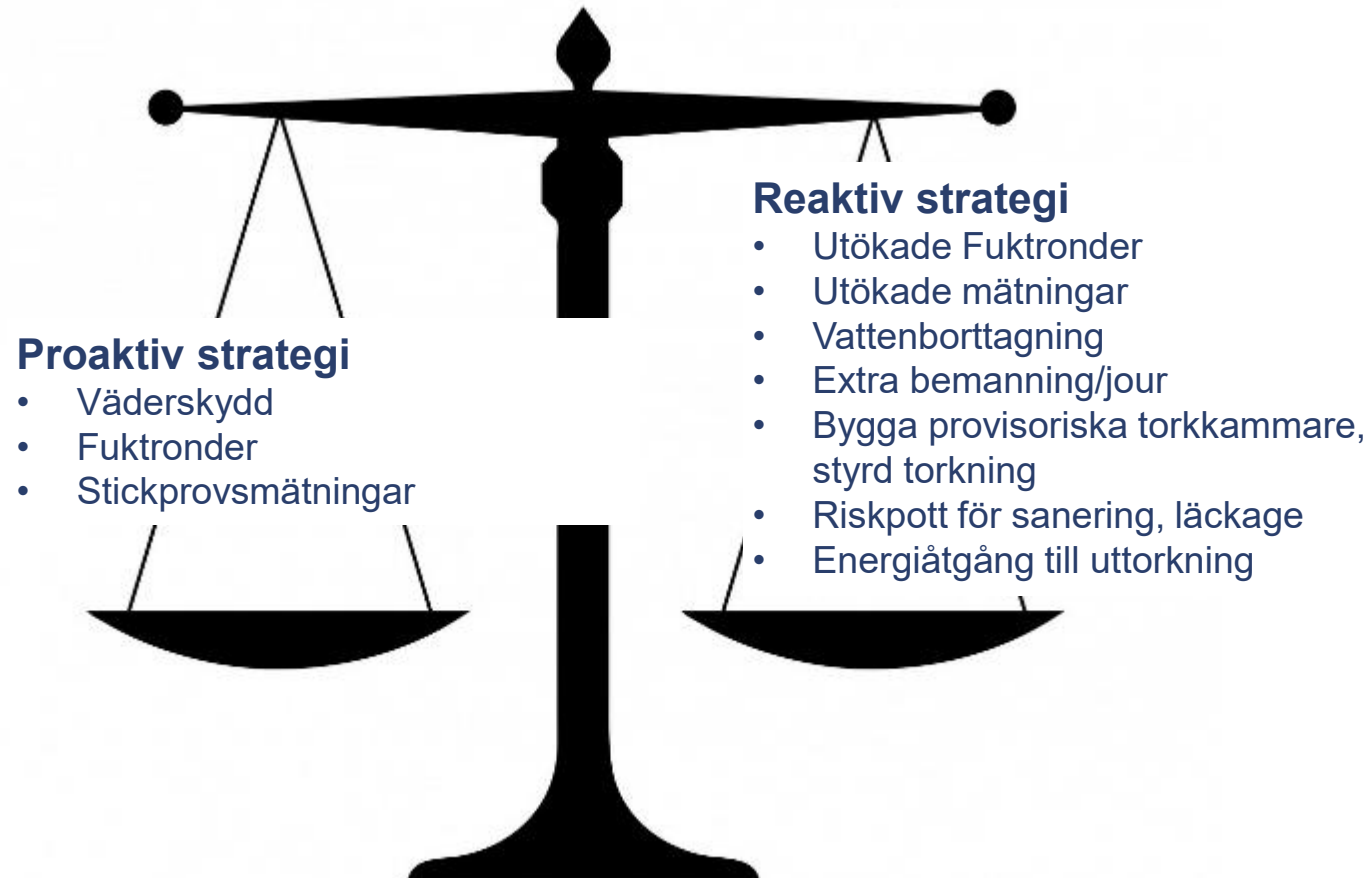 Proaktiv strategi
• Väderskydd
• Fuktronder
• Stickprovsmätningar
Reaktiv strategi
• Utökade Fuktronder
• Utökade mätningar
• Vattenborttagning
• Extra bemanning/jour
• Bygga provisoriska torkkammare,
styrd torkning
• Riskpott för sanering, läckage
• Energiåtgång till uttorkning